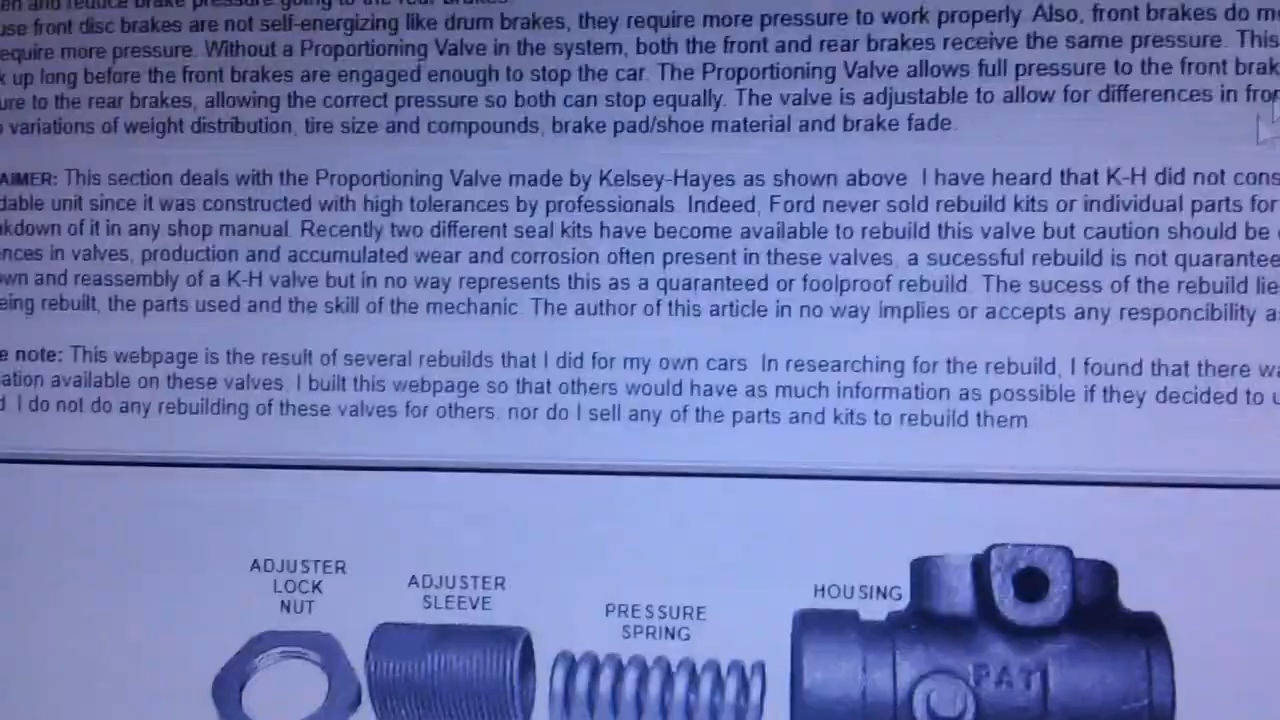 en and reduce brake pressure going to the rear brakes.
use front disc brakes are not self-energizing like drum brakes, they require more pressure to work properly. Also, front brakes do m
equire more pressure. Without a Proportioning Valve in the system, both the front and rear brakes receive the same pressure. This
k up long before the front brakes are engaged enough to stop the car. The Proportioning Valve allows full pressure to the front brak
ure to the rear brakes, allowing the correct pressure so both can stop equally. The valve is adjustable to allow for differences in fron
variations of weight distribution, tire size and compounds, brake pad/shoe material and brake fade.
AIMER: This section deals with the Proportioning Valve made by Kelsey-Hayes as shown above. I have heard that K-H did not cons
dable unit since it was constructed with high tolerances by professionals. Indeed, Ford never sold rebuild kits or individual parts for
akdown of it in any shop manual. Recently two different seal kits have become available to rebuild this valve but caution should be
ences in valves, production and accumulated wear and corrosion often present in these valves, a sucessful rebuild is not quarantee
own and reassembly of a K-H valve but in no way represents this as a quaranteed or foolproof rebuild. The sucess of the rebuild lie
eing rebuilt, the parts used and the skill of the mechanic. The author of this article in no way implies or accepts any responcibility a
e note: This webpage is the result of several rebuilds that I did for my own cars. In researching for the rebuild, I found that there wa
ation available on these valves. I built this webpage so that others would have as much information as possible if they decided to u
d. I do not do any rebuilding of these valves for others, nor do I sell any of the parts and kits to rebuild them.
ADJUSTER
LOCK
NUT
ADJUSTER
SLEEVE
PRESSURE
SPRING
HOUSING
PAT